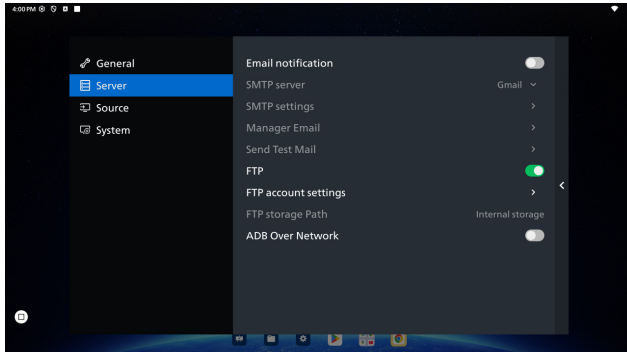 4:00 PM
General
Server
Source
System
Email notification
SMTP server Gmail
SMTP settings
Manager Email
Send Test Mail
FTP
FTP account settings
FTP storage Path Internal storage
ADB Over Network